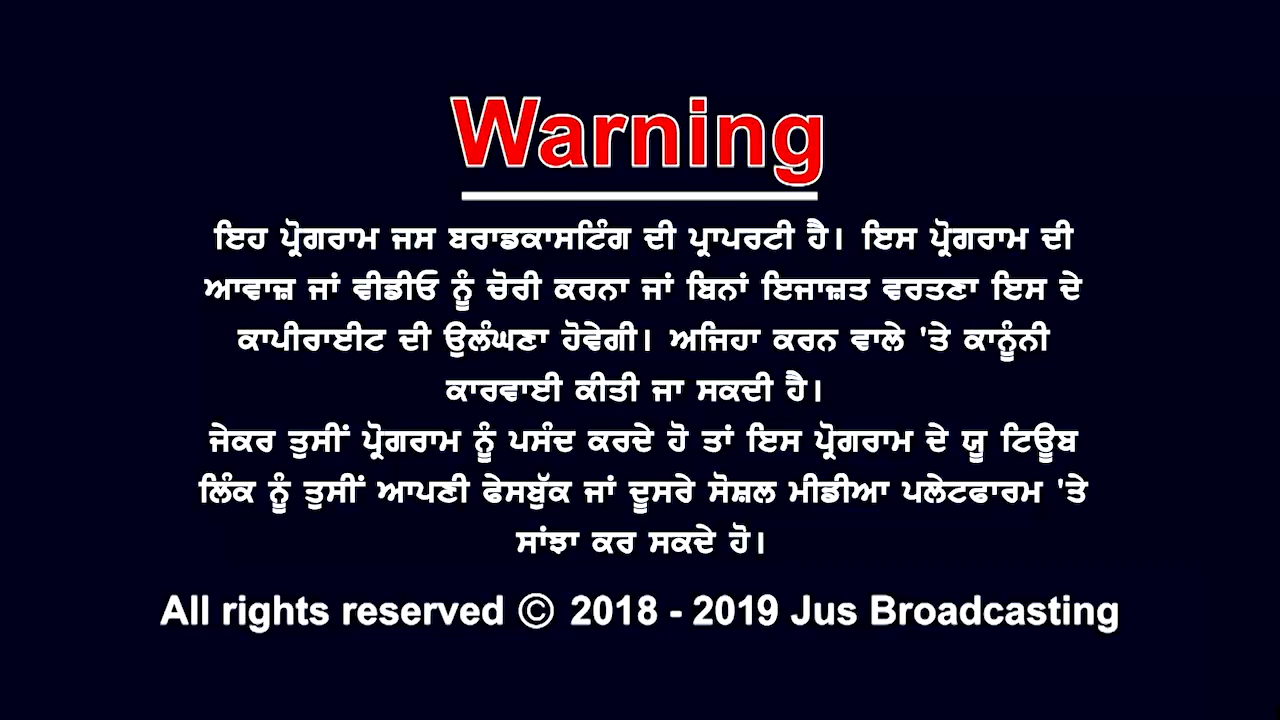 Warning
ਇਹ ਪ੍ਰੋਗਰਾਮ ਜਸ ਬਰਾਡਕਾਸਟਿੰਗ ਦੀ ਪ੍ਰਾਪਰਟੀ ਹੈ। ਇਸ ਪ੍ਰੋਗਰਾਮ ਦੀ
ਆਵਾਜ਼ ਜਾਂ ਵੀਡੀਓ ਨੂੰ ਚੋਰੀ ਕਰਨਾ ਜਾਂ ਬਿਨਾਂ ਇਜਾਜ਼ਤ ਵਰਤਣਾ ਇਸ ਦੇ
ਕਾਪੀਰਾਈਟ ਦੀ ਉਲੰਘਣਾ ਹੋਵੇਗੀ। ਅਜਿਹਾ ਕਰਨ ਵਾਲੇ 'ਤੇ ਕਾਨੂੰਨੀ
ਕਾਰਵਾਈ ਕੀਤੀ ਜਾ ਸਕਦੀ ਹੈ।
ਜੇਕਰ ਤੁਸੀਂ ਪ੍ਰੋਗਰਾਮ ਨੂੰ ਪਸੰਦ ਕਰਦੇ ਹੋ ਤਾਂ ਇਸ ਪ੍ਰੋਗਰਾਮ ਦੇ ਯੂ ਟਿਊਬ
ਲਿੰਕ ਨੂੰ ਤੁਸੀਂ ਆਪਣੀ ਫੇਸਬੁੱਕ ਜਾਂ ਦੂਸਰੇ ਸੋਸ਼ਲ ਮੀਡੀਆ ਪਲੇਟਫਾਰਮ 'ਤੇ
ਸਾਂਝਾ ਕਰ ਸਕਦੇ ਹੋ।
All rights reserved © 2018 - 2019 Jus Broadcasting